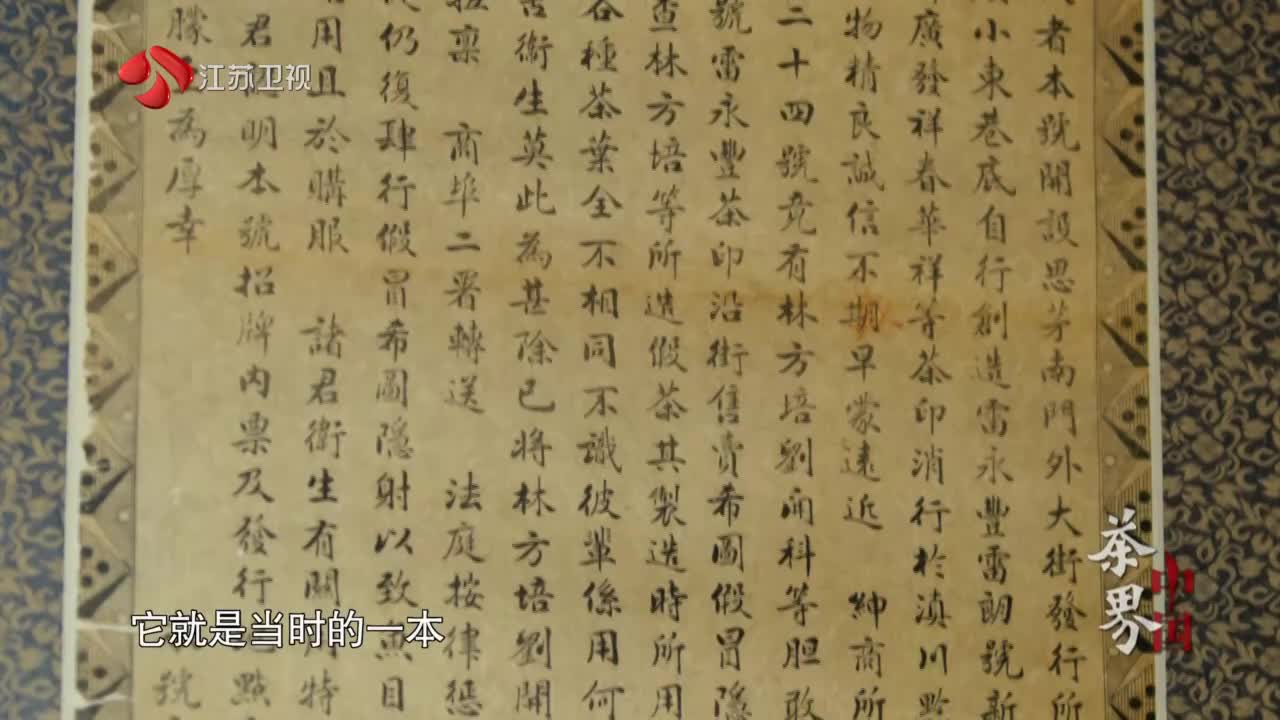 者本號開設思茅南門外大街發行所
小東巷底自行創造雷永豐雷朗號新
廣發祥春華祥等茶印消行於滇川黔
物精良誠信不期早蒙遠近 紳商所
二十四號竟有林方培劉開科等胆敢
號雷永豐茶印沿街售賣希圖假冒隱
查林方培等所造假茶其製造時所用
各種茶葉全不相同不識彼輩係用何
害衛生莫此為甚除已將林方培劉開
稟 商埠二署轉送 法庭按律懲
仍復肆行假冒希圖隱射以致魚目
用且於購服 諸君衛生有關 特
君 明本號招牌內票及發行 點
朦 為厚幸 號
江苏卫视
茶界中国
它就是当时的一本